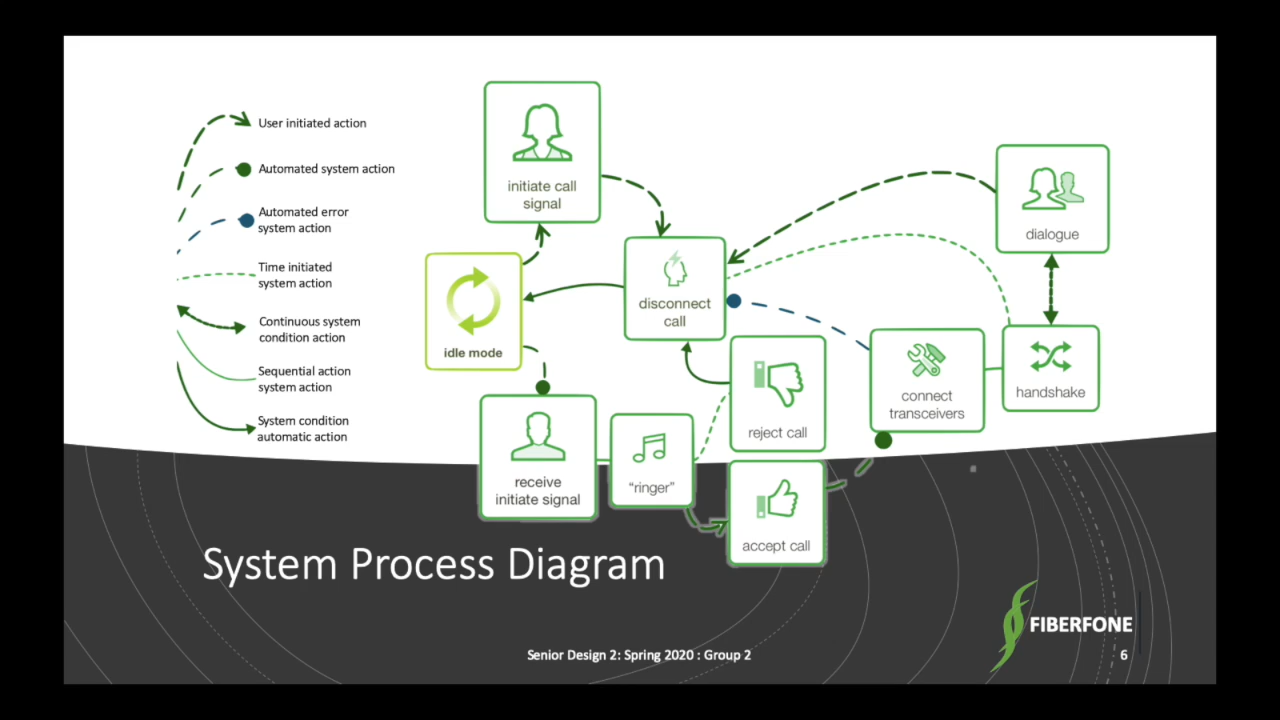 User initiated action
Automated system action
Automated error
system action
Time initiated
system action
Continuous system
condition action
Sequential action
system action
System condition
automatic action
initiate call
signal
idle mode
disconnect
call
dialogue
handshake
connect
transceivers
reject call
receive
initiate signal
“ringer”
accept call
System Process Diagram
FIBERFONE
Senior Design 2: Spring 2020 : Group 2
6